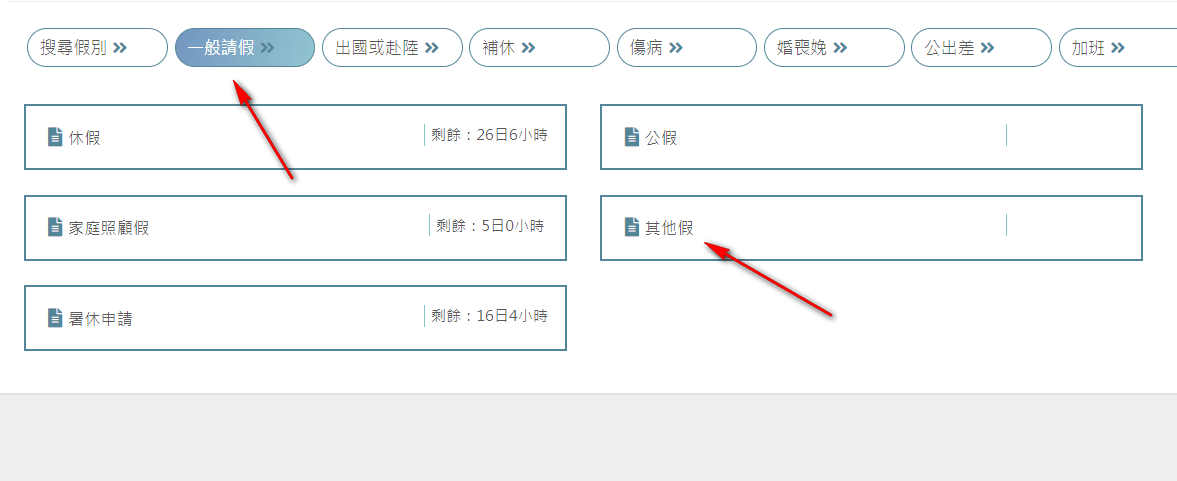 搜尋假別 一般請假 出國或赴陸 補休 傷病 婚喪娩 公出差 加班
休假 剩餘：26日6小時 公假
家庭照顧假 剩餘：5日0小時 其他假
暑休申請 剩餘：16日4小時